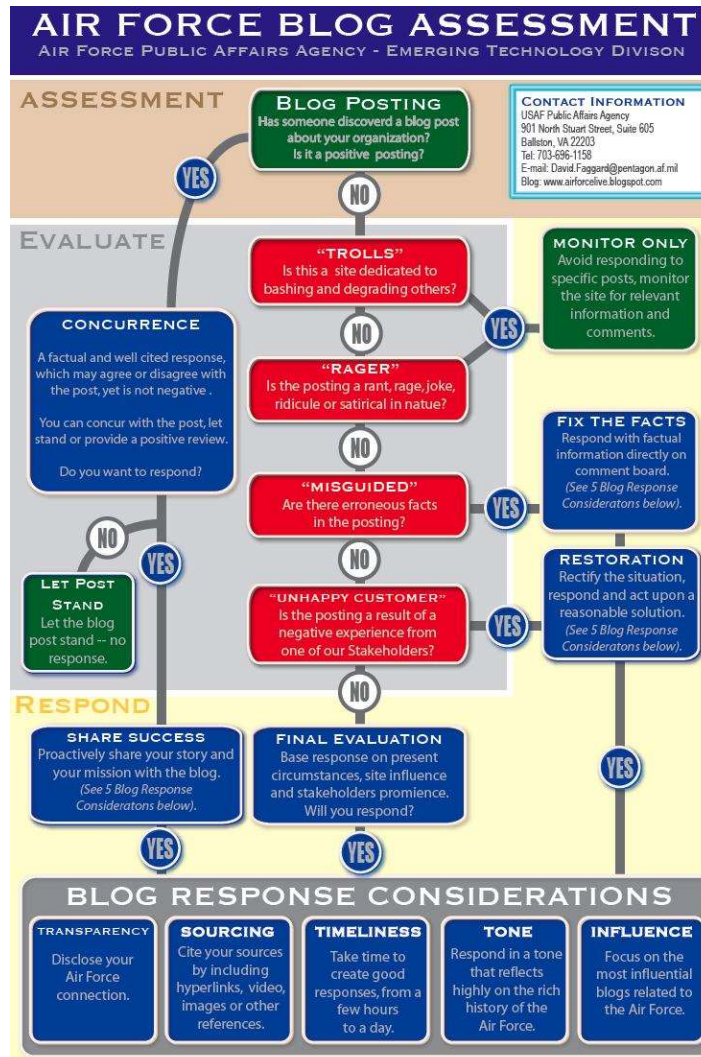 AIR FORCE BLOG ASSESSMENT
AIR FORCE PUBLIC AFFAIRS AGENCY - EMERGING TECHNOLOGY DIVISON
ASSESSMENT
BLOG POSTING
Has someone discoverd a blog post
about your organization?
Is it a positive posting?
CONTACT INFORMATION
USAF Public Affairs Agency
901 North Stuart Street, Suite 605
Ballston, VA 22203
Tel: 703-696-1158
E-mail: David.Faggard@pentagon.af.mil
Blog: www.airforcelive.blogspot.com
YES
NO
EVALUATE
"TROLLS"
Is this a site dedicated to
bashing and degrading others?
MONITOR ONLY
Avoid responding to
specific posts, monitor
the site for relevant
information and
comments.
YES
NO
CONCURRENCE
A factual and well cited response,
which may agree or disagree with
the post, yet is not negative .
You can concur with the post, let
stand or provide a positive review.
Do you want to respond?
"RAGER"
Is the posting a rant, rage, joke,
ridicule or satirical in natue?
NO
"MISGUIDED"
Are there erroneous facts
in the posting?
YES
FIX THE FACTS
Respond with factual
information directly on
comment board.
(See 5 Blog Response
Consideratons below).
NO
YES
NO
LET POST
STAND
Let the blog
post stand -- no
response.
"UNHAPPY CUSTOMER"
Is the posting a result of a
negative experience from
one of our Stakeholders?
YES
RESTORATION
Rectify the situation,
respond and act upon a
reasonable solution.
(See 5 Blog Response
Consideratons below).
NO
RESPOND
SHARE SUCCESS
Proactively share your story and
your mission with the blog.
(See 5 Blog Response
Consideratons below).
FINAL EVALUATION
Base response on present
circumstances, site influence
and stakeholders promience.
Will you respond?
YES
YES
YES
BLOG RESPONSE CONSIDERATIONS
TRANSPARENCY
Disclose your
Air Force
connection.
SOURCING
Cite your sources
by including
hyperlinks, video,
images or other
references.
TIMELINESS
Take time to
create good
responses, from a
few hours
to a day.
TONE
Respond in a tone
that reflects
highly on the rich
history of the
Air Force.
INFLUENCE
Focus on the
most influential
blogs related to
the Air Force.